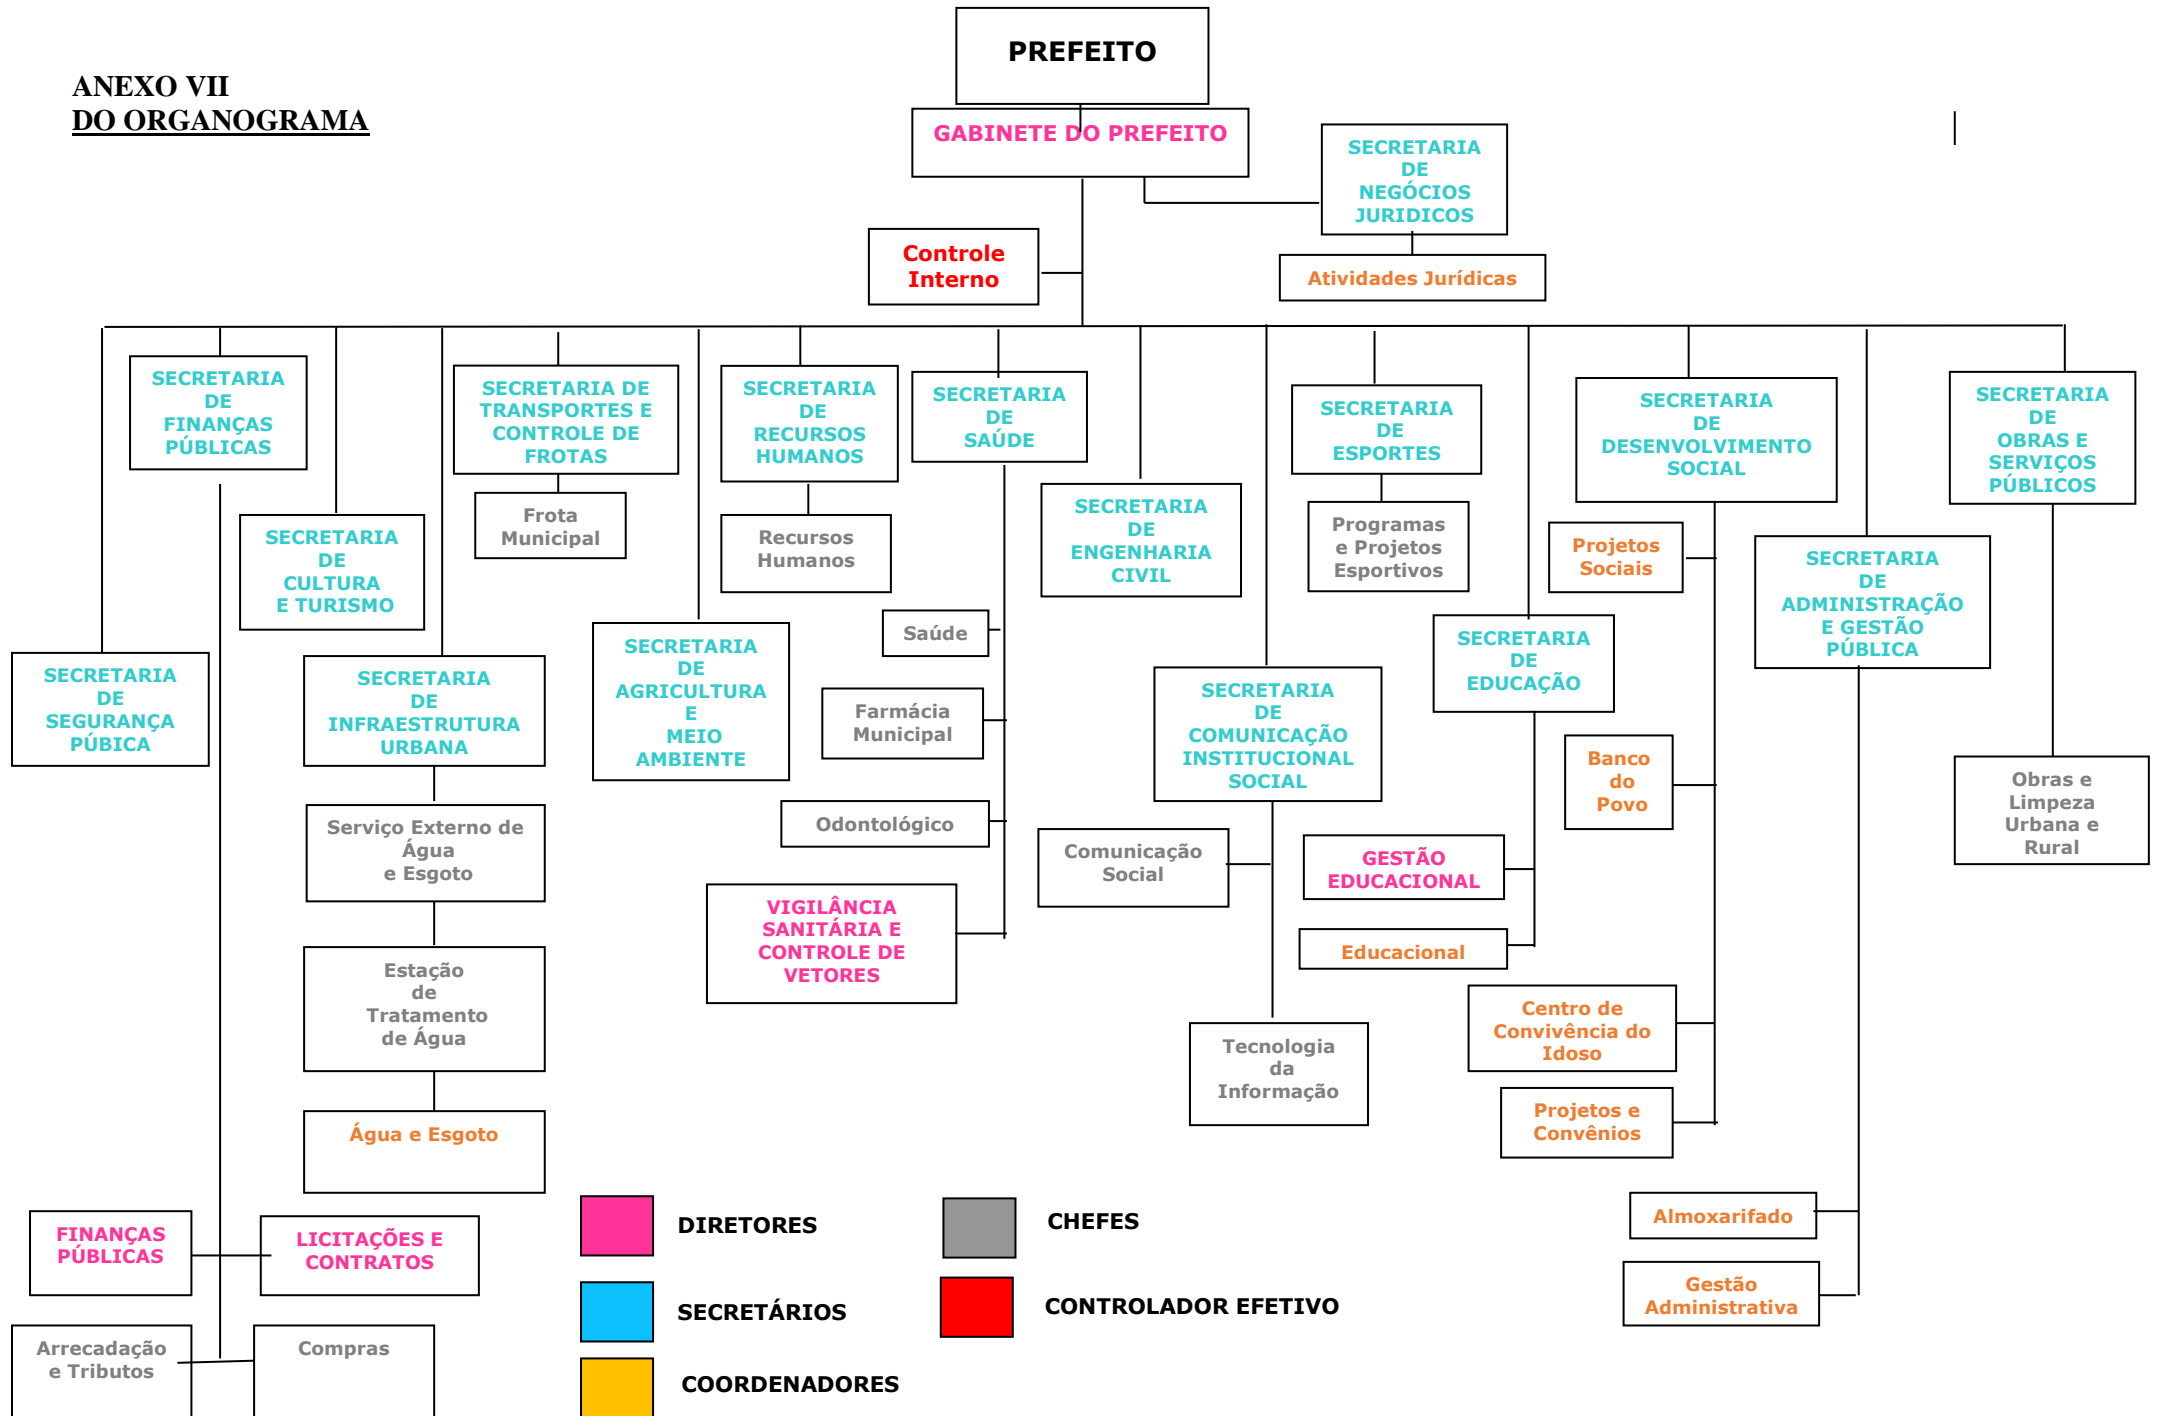 PREFEITO
ANEXO VII
DO ORGANOGRAMA
GABINETE DO PREFEITO
SECRETARIA
DE
NEGÓCIOS
JURIDICOS
Controle
Interno
Atividades Jurídicas
SECRETARIA
DE
FINANÇAS
PÚBLICAS
SECRETARIA DE
TRANSPORTES E
CONTROLE DE
FROTAS
SECRETARIA
DE
RECURSOS
HUMANOS
SECRETARIA
DE
SAÚDE
SECRETARIA
DE
ESPORTES
SECRETARIA
DE
DESENVOLVIMENTO
SOCIAL
SECRETARIA
DE
OBRAS E
SERVIÇOS
PÚBLICOS
Frota
Municipal
Recursos
Humanos
SECRETARIA
DE
ENGENHARIA
CIVIL
Programas
e Projetos
Esportivos
Projetos
Sociais
SECRETARIA
DE
CULTURA
E TURISMO
SECRETARIA
DE
ADMINISTRAÇÃO
E GESTÃO
PÚBLICA
Saúde
SECRETARIA
DE
SEGURANÇA
PÚBICA
SECRETARIA
DE
INFRAESTRUTURA
URBANA
SECRETARIA
DE
AGRICULTURA
E
MEIO
AMBIENTE
Farmácia
Municipal
SECRETARIA
DE
COMUNICAÇÃO
INSTITUCIONAL
SOCIAL
SECRETARIA
DE
EDUCAÇÃO
Banco
do
Povo
Obras e
Limpeza
Urbana e
Rural
Serviço Externo de
Água
e Esgoto
Odontológico
Comunicação
Social
GESTÃO
EDUCACIONAL
VIGILÂNCIA
SANITÁRIA E
CONTROLE DE
VETORES
Educacional
Estação
de
Tratamento
de Água
Centro de
Convivência do
Idoso
Tecnologia
da
Informação
Projetos e
Convênios
Água e Esgoto
Almoxarifado
Gestão
Administrativa
FINANÇAS
PÚBLICAS
LICITAÇÕES E
CONTRATOS
Arrecadação
e Tributos
Compras
DIRETORES
CHEFES
SECRETÁRIOS
CONTROLADOR EFETIVO
COORDENADORES